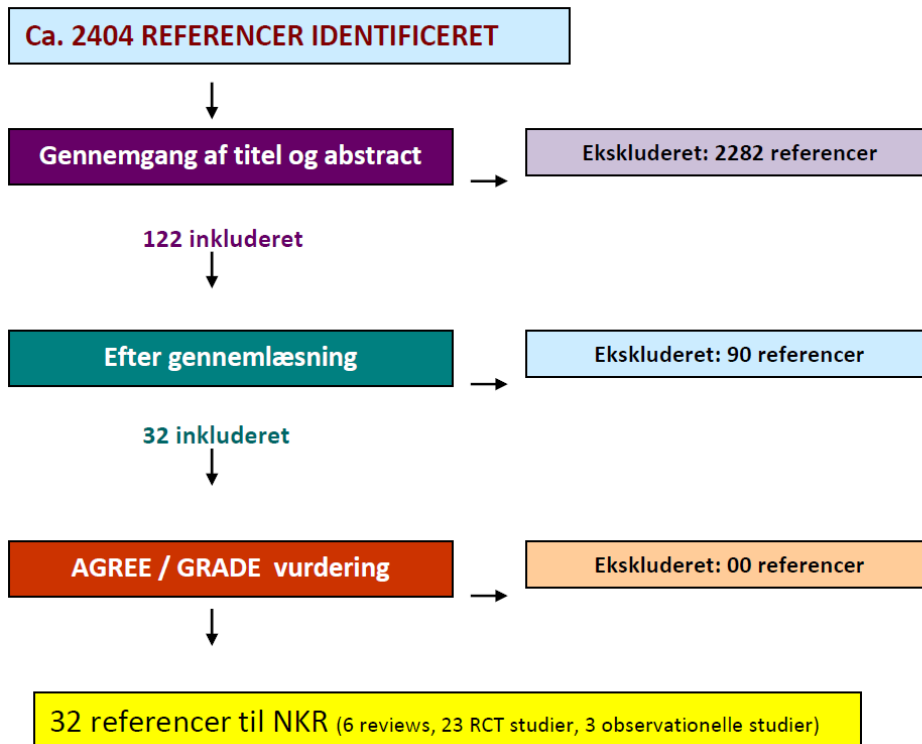 Ca. 2404 REFERENCER IDENTIFICERET
Gennemgang af titel og abstract
Ekskluderet: 2282 referencer
122 inkluderet
Efter gennemlæsning
Ekskluderet: 90 referencer
32 inkluderet
AGREE / GRADE vurdering
Ekskluderet: 00 referencer
32 referencer til NKR (6 reviews, 23 RCT studier, 3 observationelle studier)